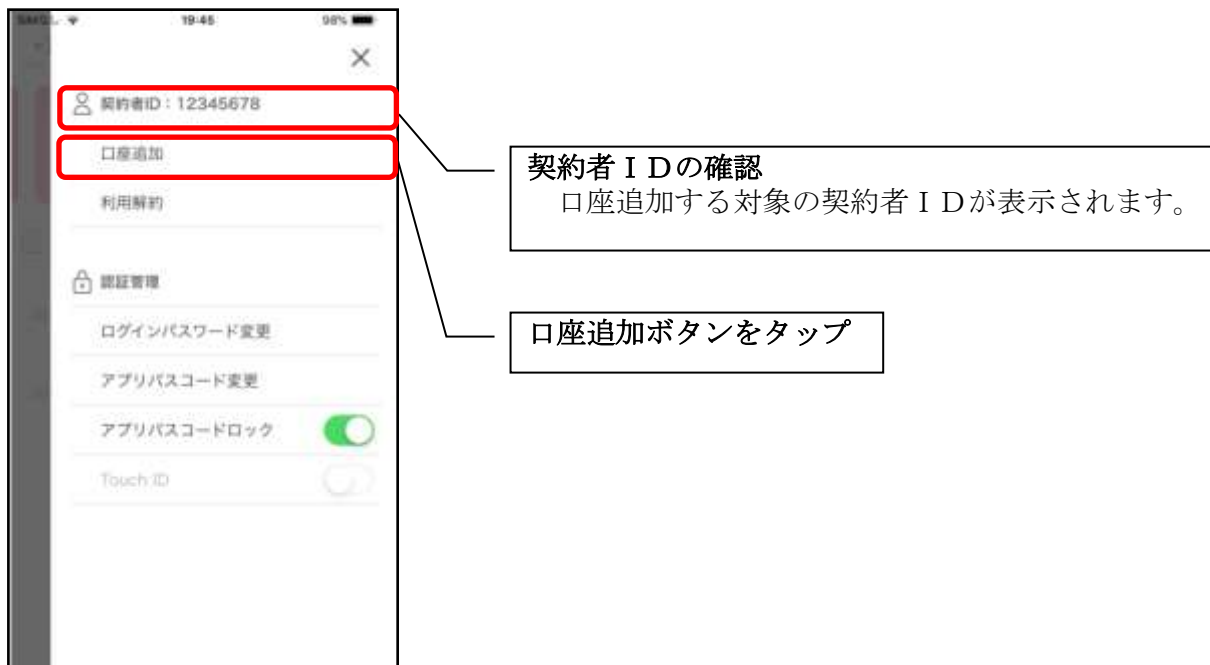 19:45 98%
契約者ID：12345678
口座追加
利用解約
認証管理
ログインパスワード変更
アプリパスコード変更
アプリパスコードロック
Touch ID
契約者ＩＤの確認
口座追加する対象の契約者ＩＤが表示されます。
口座追加ボタンをタップ